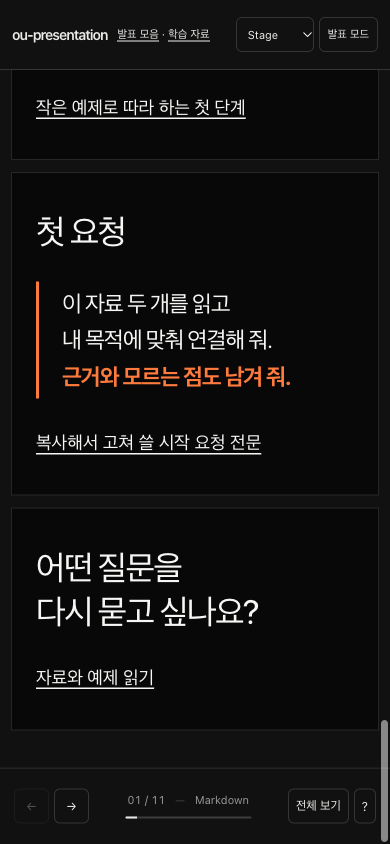 ou-presentation 발표 모음 · 학습 자료 Stage 발표 모드
작은 예제로 따라 하는 첫 단계
첫 요청
이 자료 두 개를 읽고
내 목적에 맞춰 연결해 줘.
근거와 모르는 점도 남겨 줘.
복사해서 고쳐 쓸 시작 요청 전문
어떤 질문을
다시 묻고 싶나요?
자료와 예제 읽기
← → 01 / 11 — Markdown 전체 보기 ?